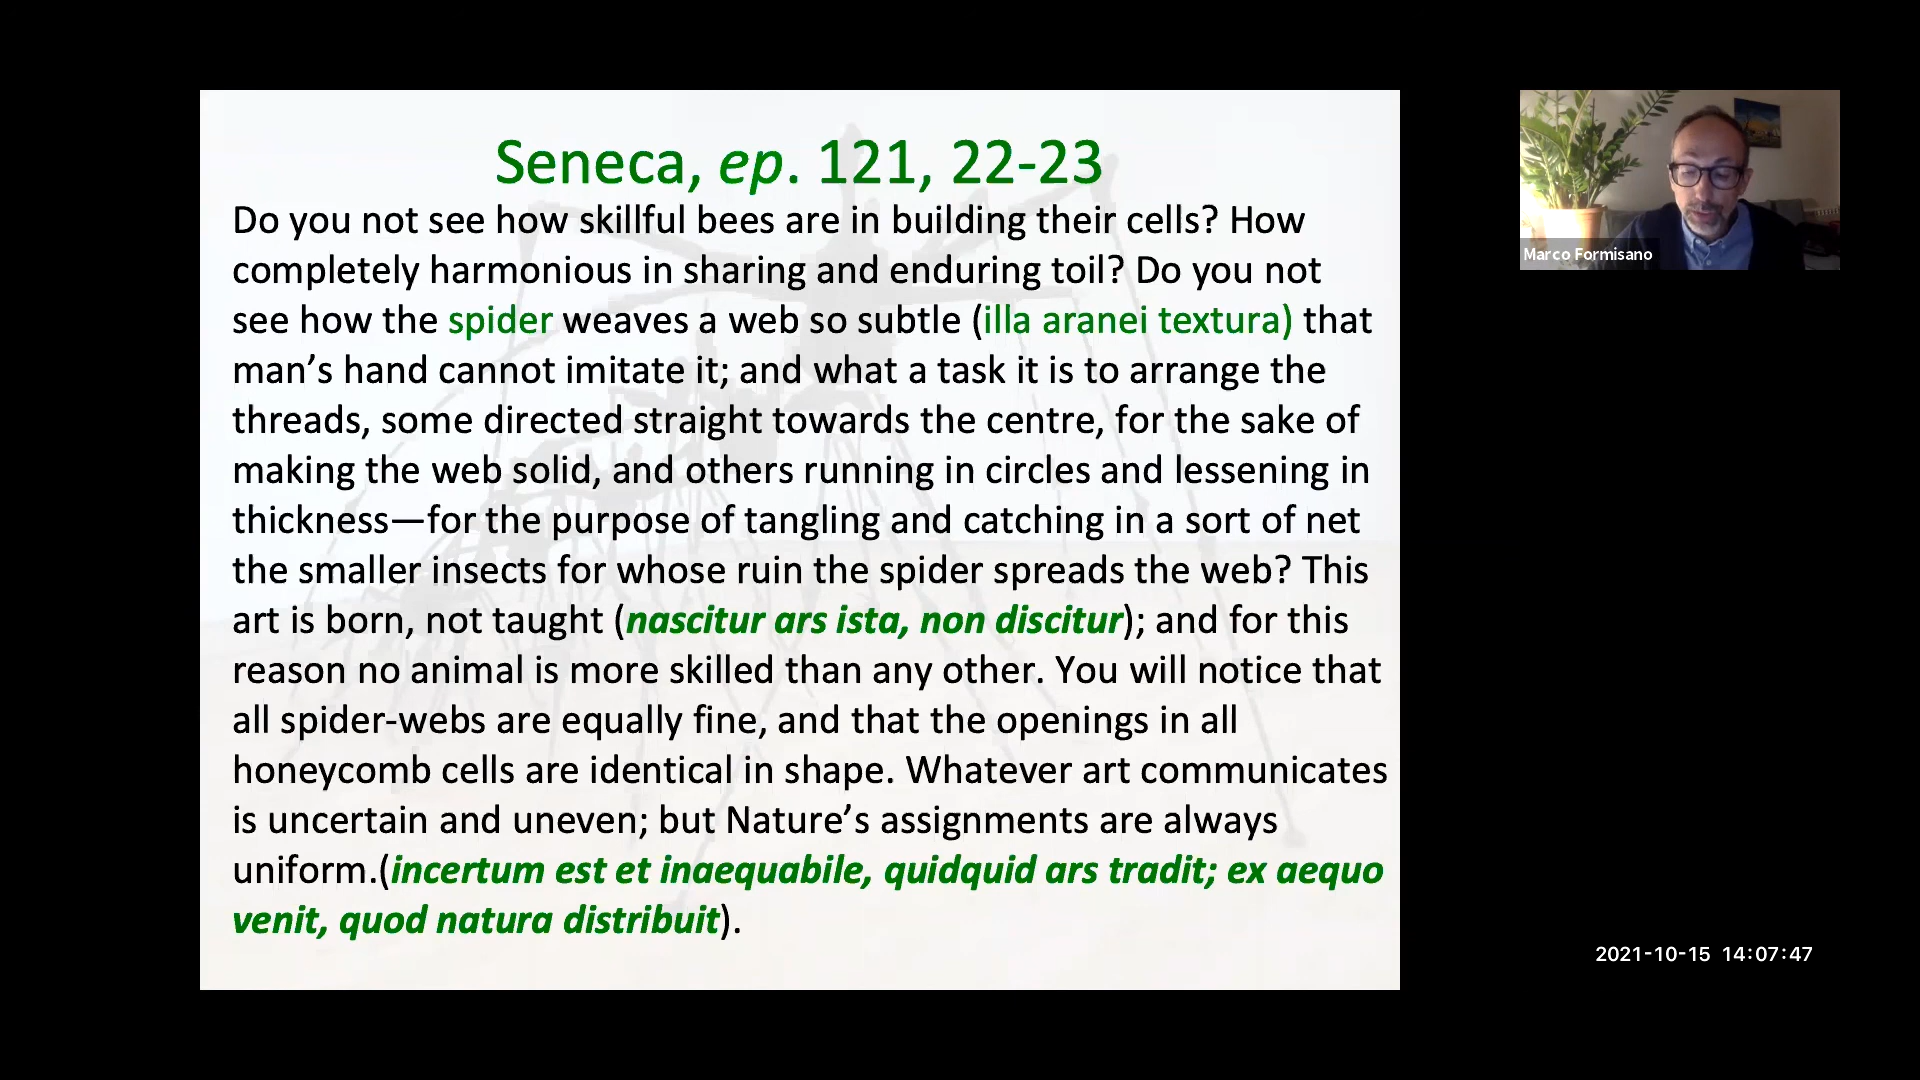 Seneca, ep. 121, 22-23
Do you not see how skillful bees are in building their cells? How
completely harmonious in sharing and enduring toil? Do you not
see how the spider weaves a web so subtle (illa aranei textura) that
man’s hand cannot imitate it; and what a task it is to arrange the
threads, some directed straight towards the centre, for the sake of
making the web solid, and others running in circles and lessening in
thickness—for the purpose of tangling and catching in a sort of net
the smaller insects for whose ruin the spider spreads the web? This
art is born, not taught (nascitur ars ista, non discitur); and for this
reason no animal is more skilled than any other. You will notice that
all spider-webs are equally fine, and that the openings in all
honeycomb cells are identical in shape. Whatever art communicates
is uncertain and uneven; but Nature’s assignments are always
uniform.(incertum est et inaequabile, quidquid ars tradit; ex aequo
venit, quod natura distribuit).
Marco Formisano
2021-10-15 14:07:47